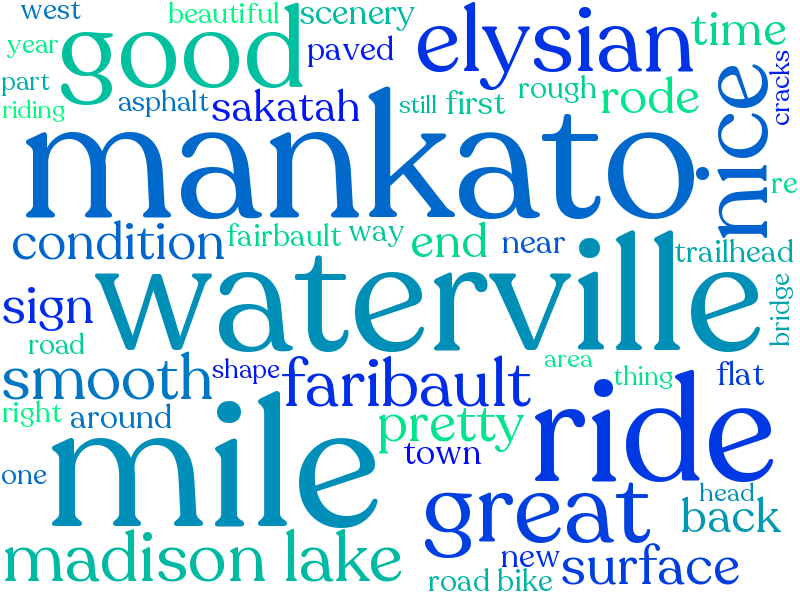 west
beautiful
scenery
good
elysian
time
year
paved
part
asphalt
sakatah
still
first
rough
rode
nice
cracks
riding
mankato
re
condition
fairbault
way
end
near
trailhead
waterville
bridge
sign
road
smooth
shape
faribault
area
thing
flat
right
around
pretty
ride
mile
town
one
great
head
back
madison lake
new
surface
road bike